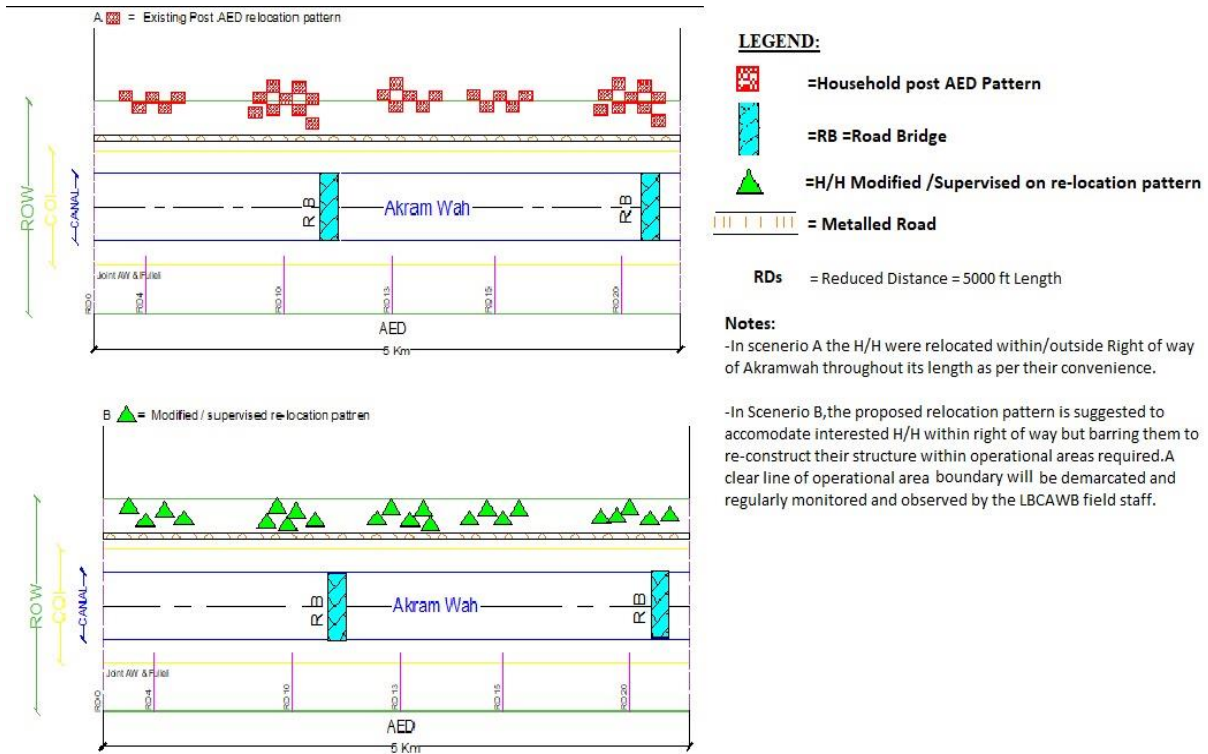 A. = Existing Post AED relocation pattern
ROW
COI
CANAL
R B
Akram Wah
R B
Joint AW & Fulleli
RD0
RD4
RD10
RD13
RD15
RD20
AED
5 Km
B = Modified / supervised re-location pattren
ROW
COI
CANAL
R B
Akram Wah
R B
Joint AW & Fulleli
RD0
RD4
RD10
RD13
RD15
RD20
AED
5 Km
LEGEND:
=Household post AED Pattern
=RB =Road Bridge
=H/H Modified /Supervised on re-location pattern
= Metalled Road
RDs = Reduced Distance = 5000 ft Length
Notes:
-In scenerio A the H/H were relocated within/outside Right of way
of Akramwah throughout its length as per their convenience.
-In Scenerio B,the proposed relocation pattern is suggested to
accomodate interested H/H within right of way but barring them to
re-construct their structure within operational areas required.A
clear line of operational area boundary will be demarcated and
regularly monitored and observed by the LBCAWB field staff.